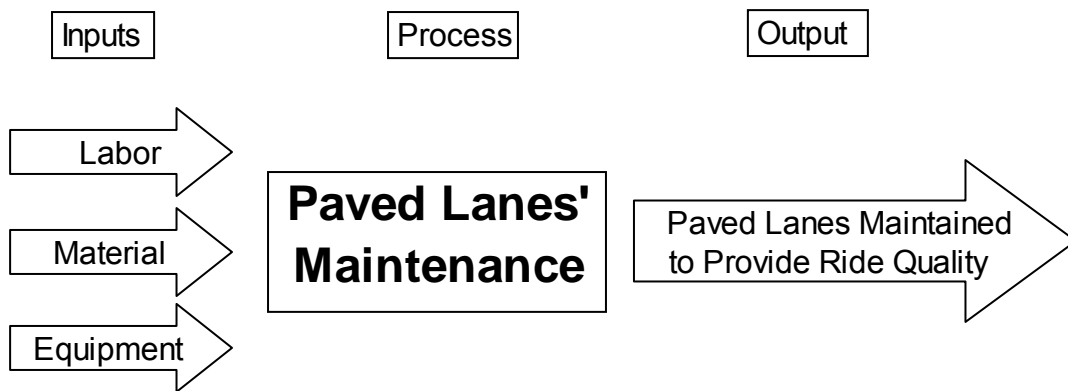 Inputs
Process
Output
Labor
Material
Equipment
Paved Lanes'
Maintenance
Paved Lanes Maintained
to Provide Ride Quality